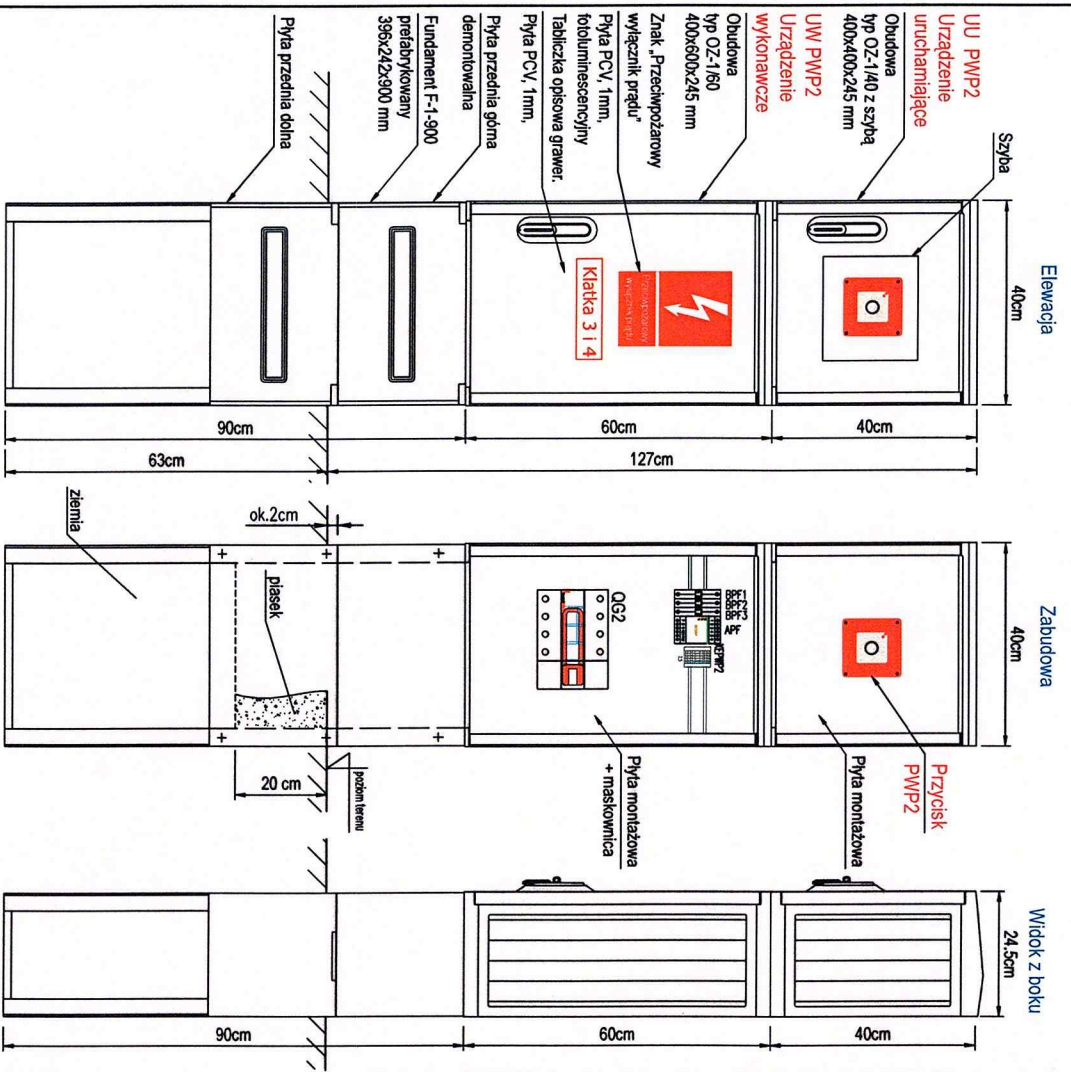 Elewacja
40cm
Szyba
UU PWP2
Urządzenie
uruchamiające
Obudowa
typ OZ-1/40 z szybą
400x400x245 mm
UW PWP2
Urządzenie
wykonawcze
Obudowa
typ OZ-1/60
400x600x245 mm
Znak „Przeciwpożarowy
wyłącznik prądu"
Płyta PCV, 1mm,
fotoluminescencyjny
Tabliczka opisowa grawer.
Płyta PCV, 1mm,
Płyta przednia górna
demontowalna
Fundament F-1-900
prefabrykowany
396x242x900 mm
Płyta przednia dolna
Przeciwpożarowy
wyłącznik prądu
Klatka 3 i 4
40cm
60cm
90cm
127cm
63cm
Zabudowa
40cm
Przycisk
PWP2
Płyta montażowa
BPF1
BPF2
BPF3
APF
QG2
Płyta montażowa
+ maskownica
ok.2cm
poziom terenu
20 cm
piasek
ziemia
Widok z boku
24.5cm
40cm
60cm
90cm